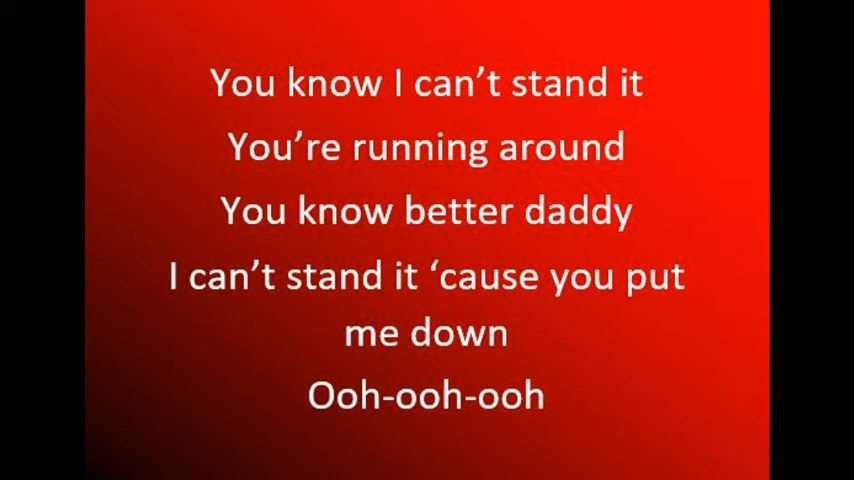 You know I can’t stand it
You’re running around
You know better daddy
I can’t stand it ‘cause you put
me down
Ooh-ooh-ooh